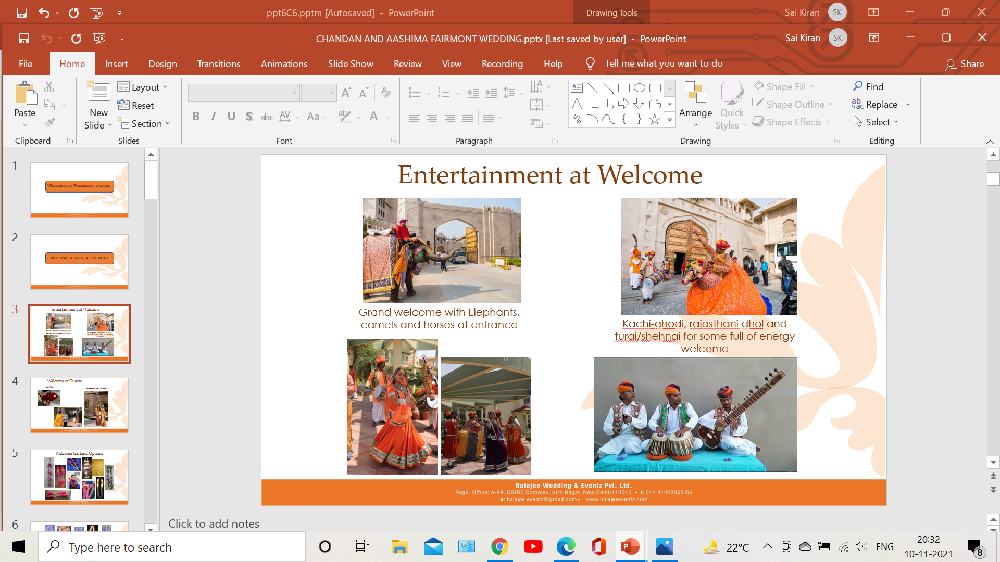 ppt6C6.pptm [Autosaved] - PowerPoint
Drawing Tools
Sai Kiran
SK
CHANDAN AND AASHIMA FAIRMONT WEDDING.pptx [Last saved by user] - PowerPoint
Sai Kiran
SK
File Home Insert Design Transitions Animations Slide Show Review View Recording Help Tell me what you want to do Share
Paste
Clipboard
New Slide
Layout
Reset
Section
Slides
Font
Paragraph
Arrange
Quick Styles
Shape Fill
Shape Outline
Shape Effects
Drawing
Find
Replace
Select
Editing
1
WEDDING IN FAIRMONT JAIPUR
2
WELCOME OF GUEST AT THE HOTEL
3
Entertainment at Welcome
4
Welcome of Guests
5
Welcome Garland Options
6
Entertainment at Welcome
Grand welcome with Elephants,
camels and horses at entrance
Kachi-ghodi, rajasthani dhol and
turai/shehnai for some full of energy
welcome
Balajee Wedding & Eventz Pvt. Ltd.
Regd. Office: A-49, DSIDC Complex, Kirti Nagar, New Delhi-110015 • t: 011 41422055-56
e: balajee.eventz@gmail.com • www.balajeeeventz.com
Click to add notes
Type here to search
22°C
ENG
20:32
10-11-2021
8